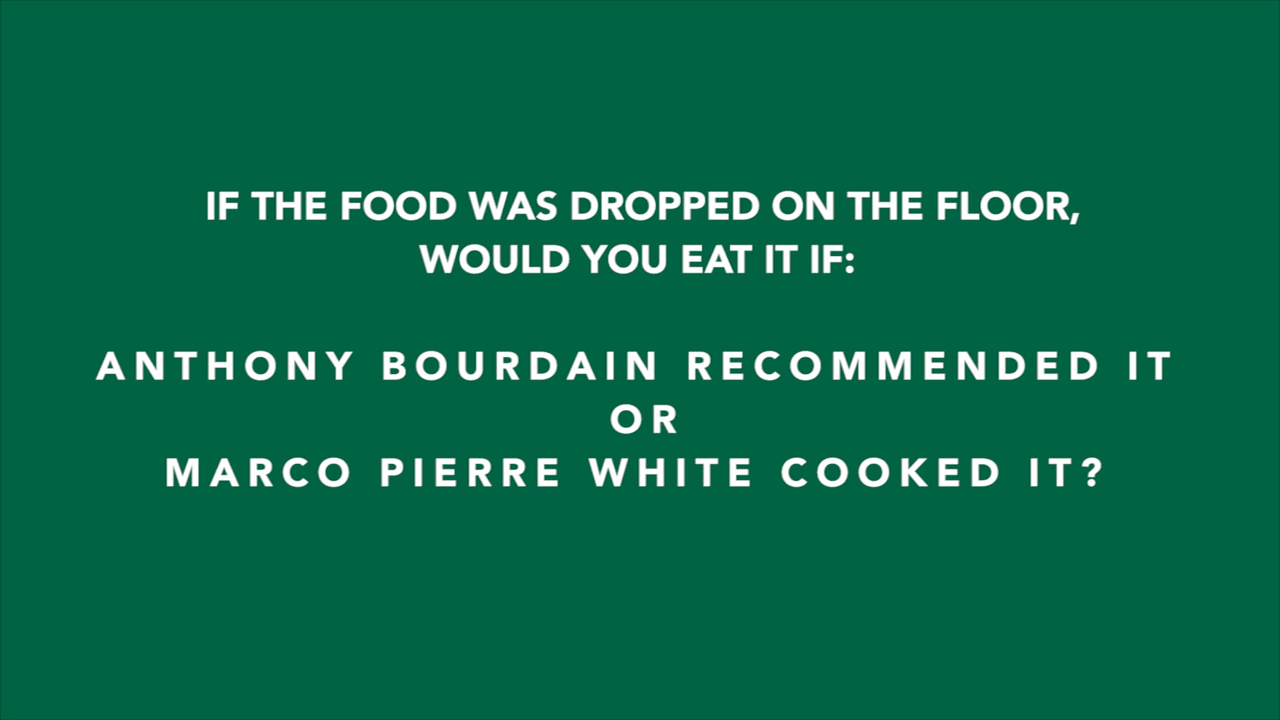 IF THE FOOD WAS DROPPED ON THE FLOOR,
WOULD YOU EAT IT IF:
ANTHONY BOURDAIN RECOMMENDED IT
OR
MARCO PIERRE WHITE COOKED IT?